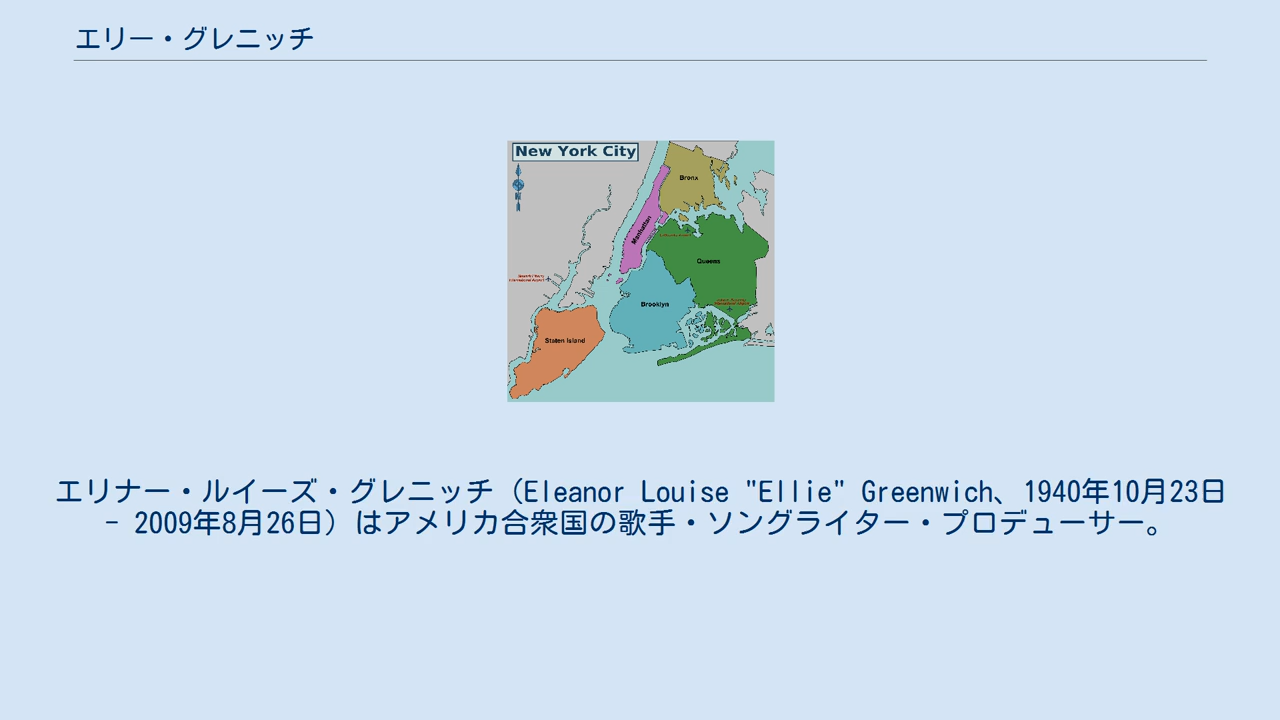 エリー・グレニッチ
New York City
Bronx
Manhattan
Queens
Brooklyn
Staten Island
エリナー・ルイーズ・グレニッチ（Eleanor Louise "Ellie" Greenwich、1940年10月23日
- 2009年8月26日）はアメリカ合衆国の歌手・ソングライター・プロデューサー。